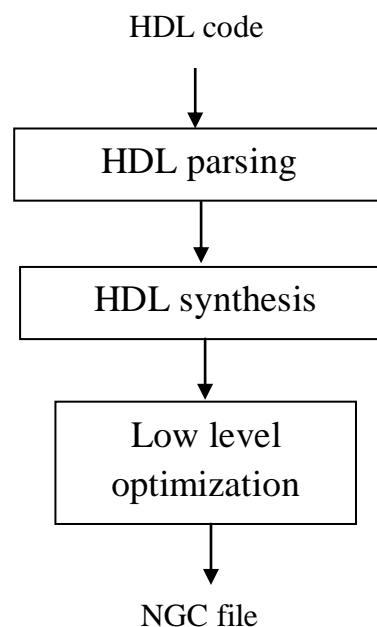 HDL code
HDL parsing
HDL synthesis
Low level
optimization
NGC file